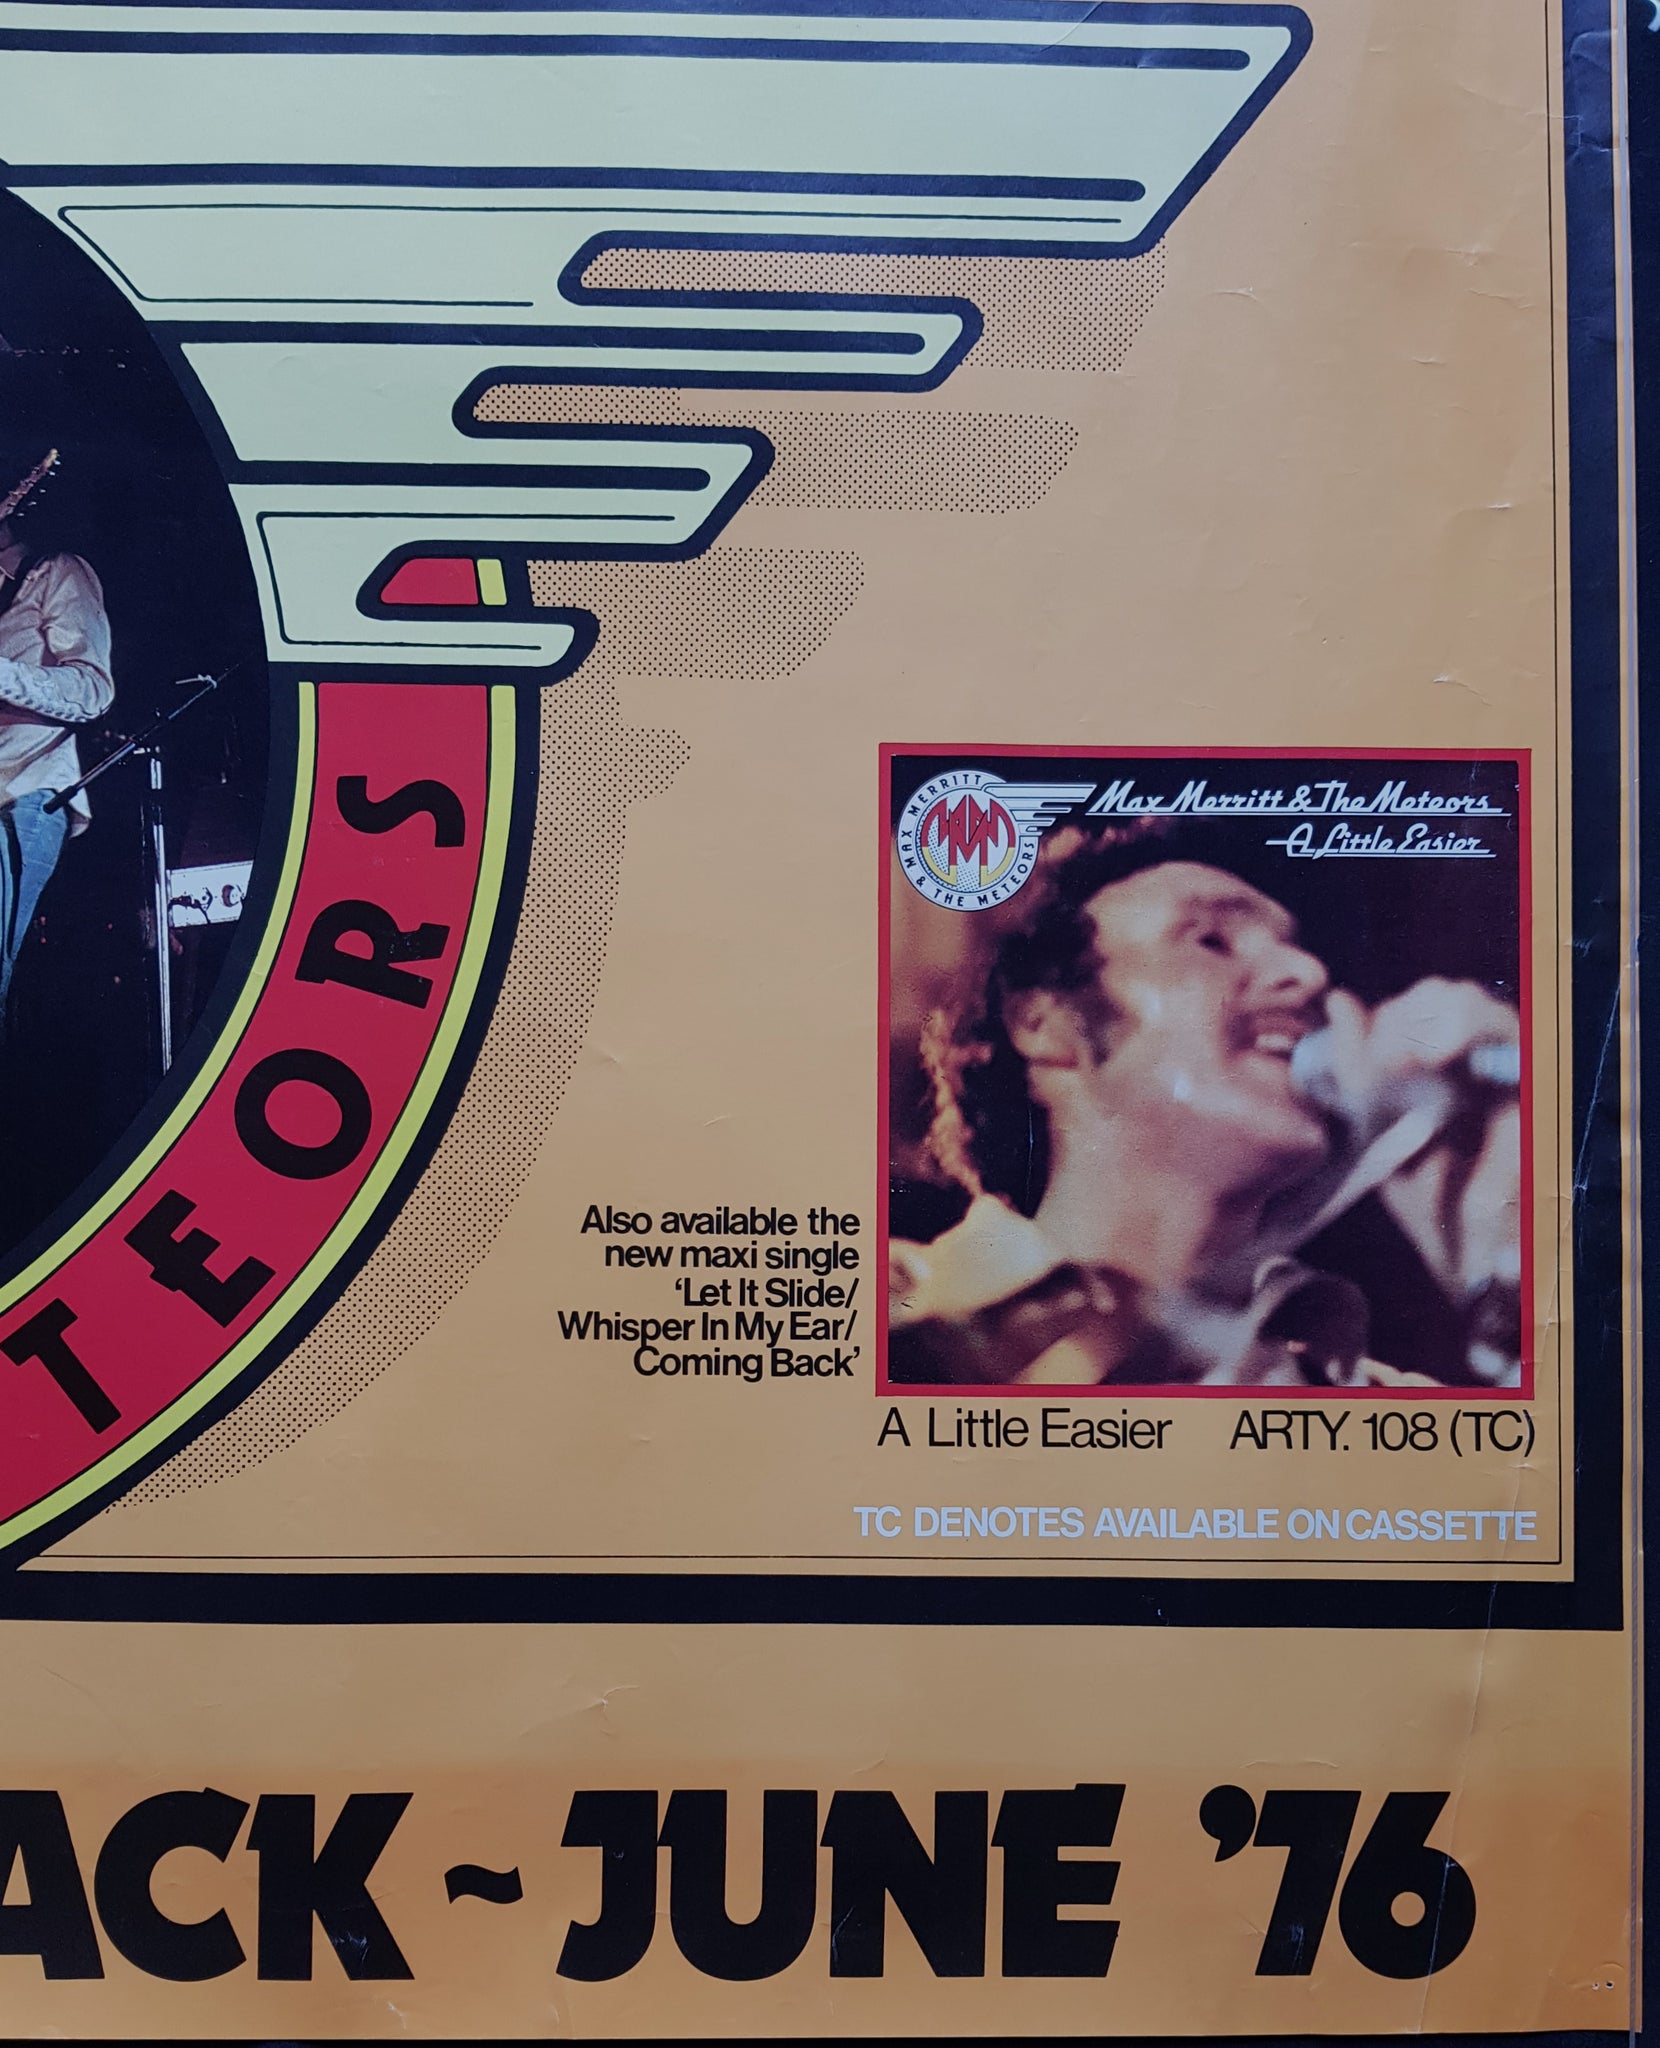 TEORS
MAX MERRITT
& THE METEORS
Max Merritt & The Meteors
A Little Easier
Also available the
new maxi single
‘Let It Slide/
Whisper In My Ear/
Coming Back’
A Little Easier ARTY. 108 (TC)
TC DENOTES AVAILABLE ON CASSETTE
ACK ~ JUNE ’76